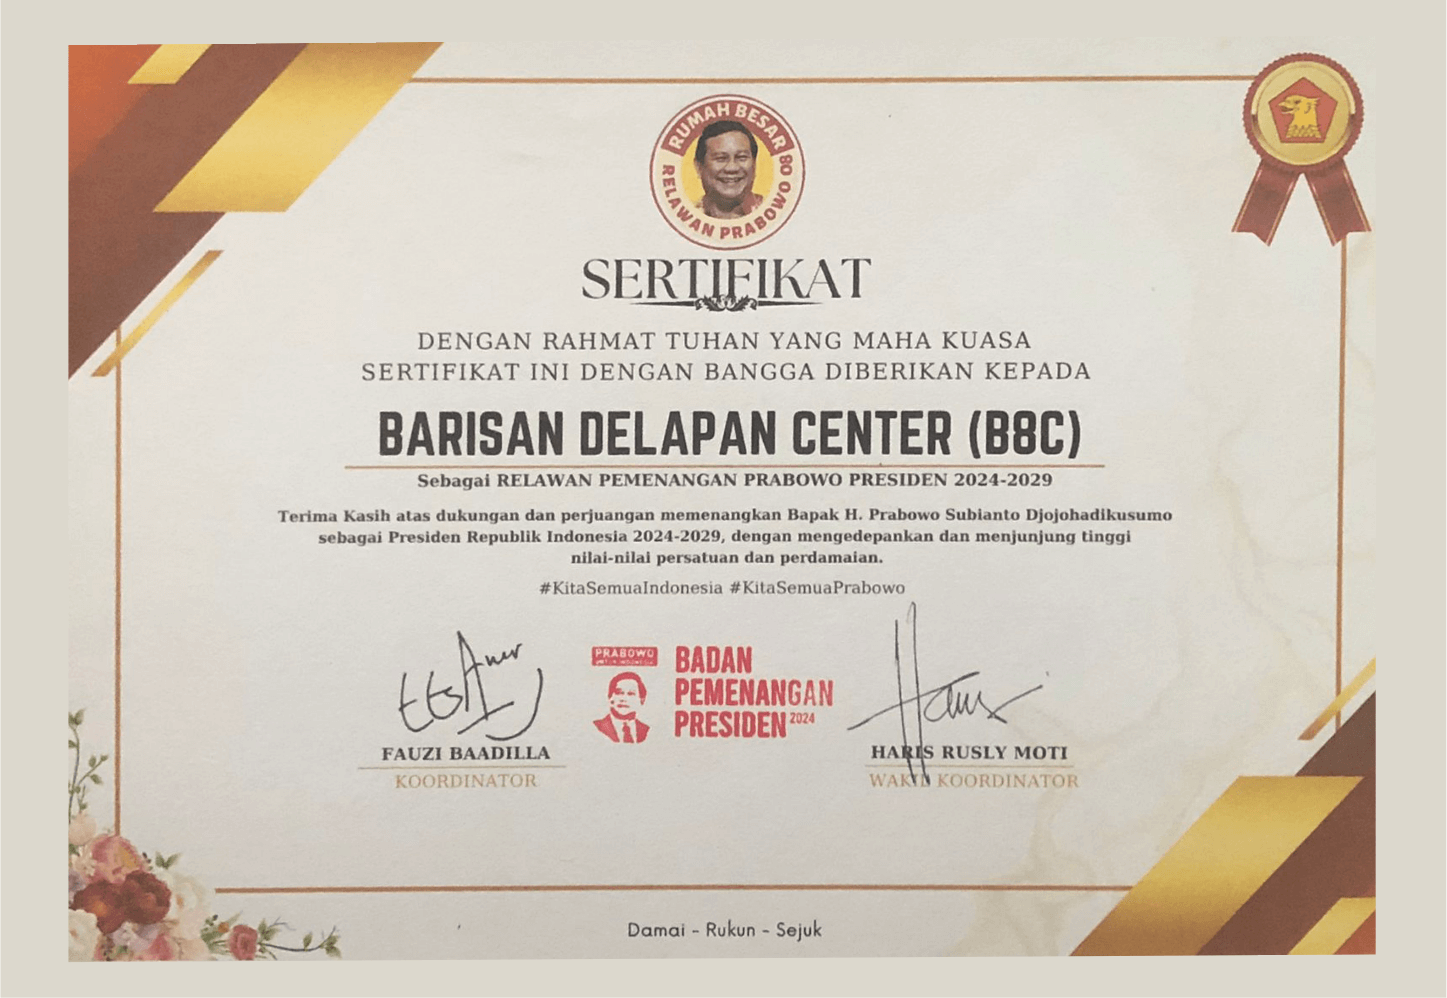 RUMAH BESAR
RELAWAN PRABOWO 08
SERTIFIKAT
DENGAN RAHMAT TUHAN YANG MAHA KUASA
SERTIFIKAT INI DENGAN BANGGA DIBERIKAN KEPADA
BARISAN DELAPAN CENTER (B8C)
Sebagai RELAWAN PEMENANGAN PRABOWO PRESIDEN 2024-2029
Terima Kasih atas dukungan dan perjuangan memenangkan Bapak H. Prabowo Subianto Djojohadikusumo
sebagai Presiden Republik Indonesia 2024-2029, dengan mengedepankan dan menjunjung tinggi
nilai-nilai persatuan dan perdamaian.
#KitaSemuaIndonesia #KitaSemuaPrabowo
PRABOWO
BADAN
PEMENANGAN
PRESIDEN 2024
FAUZI BAADILLA
KOORDINATOR
HARIS RUSLY MOTI
WAKIL KOORDINATOR
Damai - Rukun - Sejuk